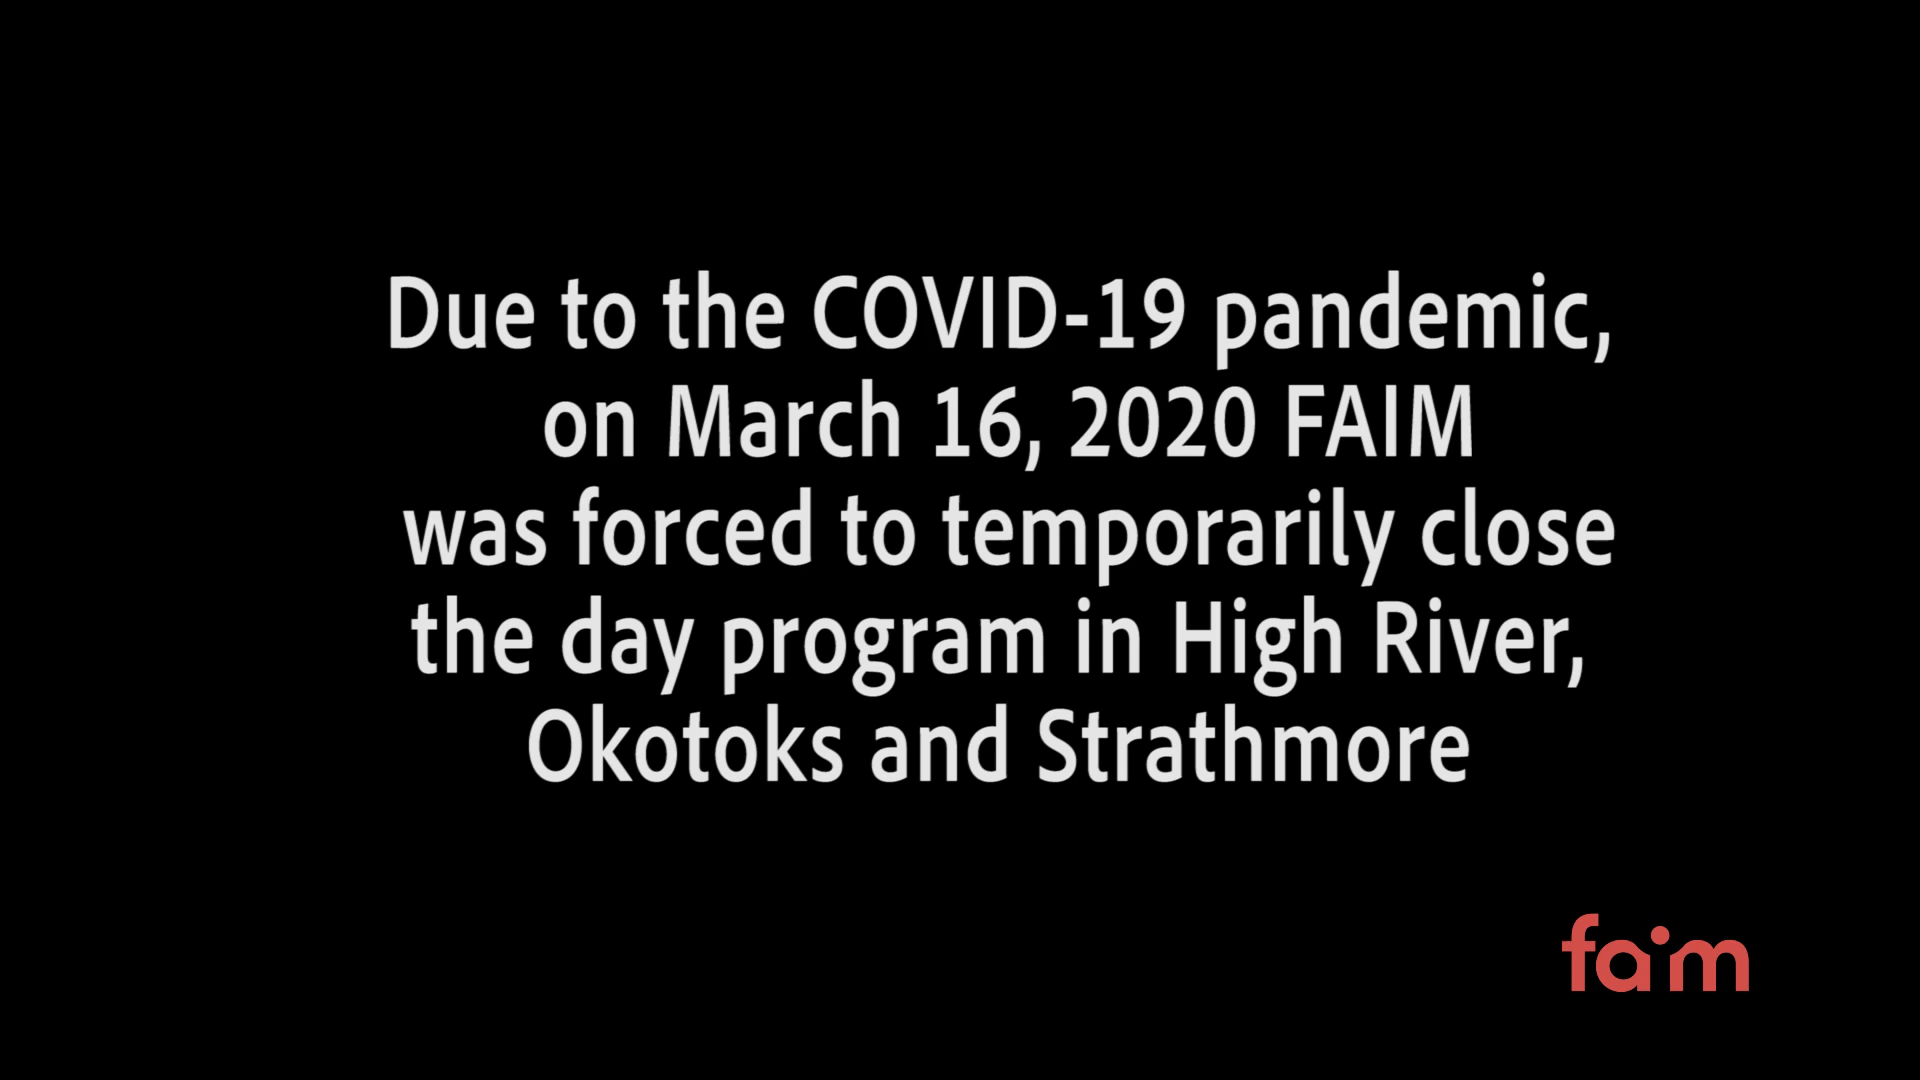 Due to the COVID-19 pandemic,
on March 16, 2020 FAIM
was forced to temporarily close
the day program in High River,
Okotoks and Strathmore
faim